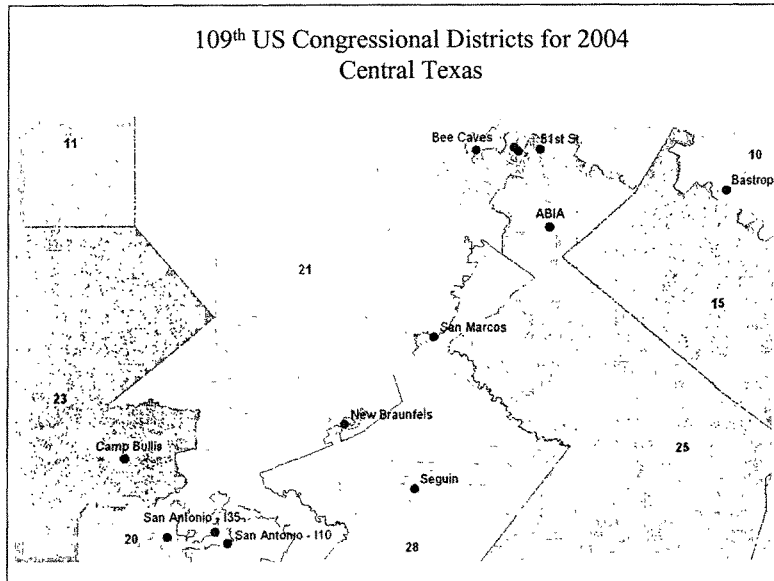 109th US Congressional Districts for 2004
Central Texas
11
Bee Caves
51st St
10
Bastrop
ABIA
21
15
San Marcos
23
New Braunfels
Camp Bullis
25
Seguin
San Antonio - I35
20
San Antonio - I10
28